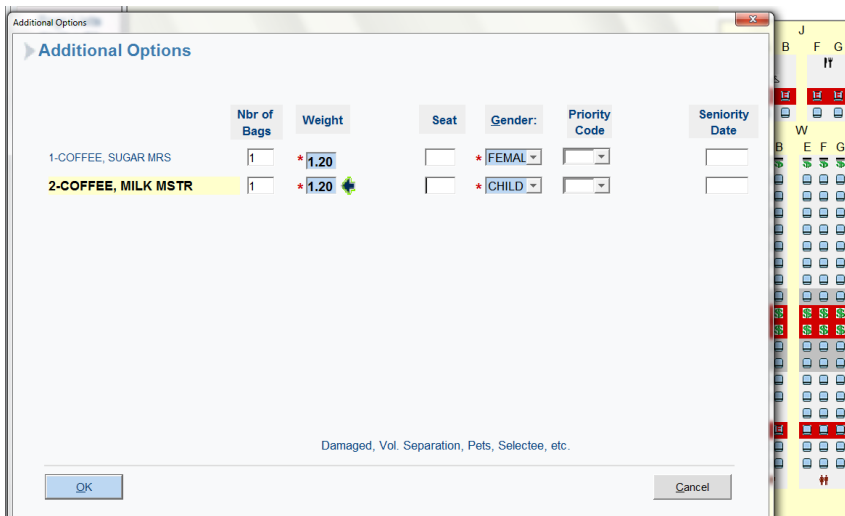 Additional Options
Additional Options
Nbr of Bags Weight Seat Gender: Priority Code Seniority Date
1-COFFEE, SUGAR MRS 1 * 1.20 * FEMAL
2-COFFEE, MILK MSTR 1 * 1.20 * CHILD
Damaged, Vol. Separation, Pets, Selectee, etc.
OK Cancel
J
B F G
W
B E F G